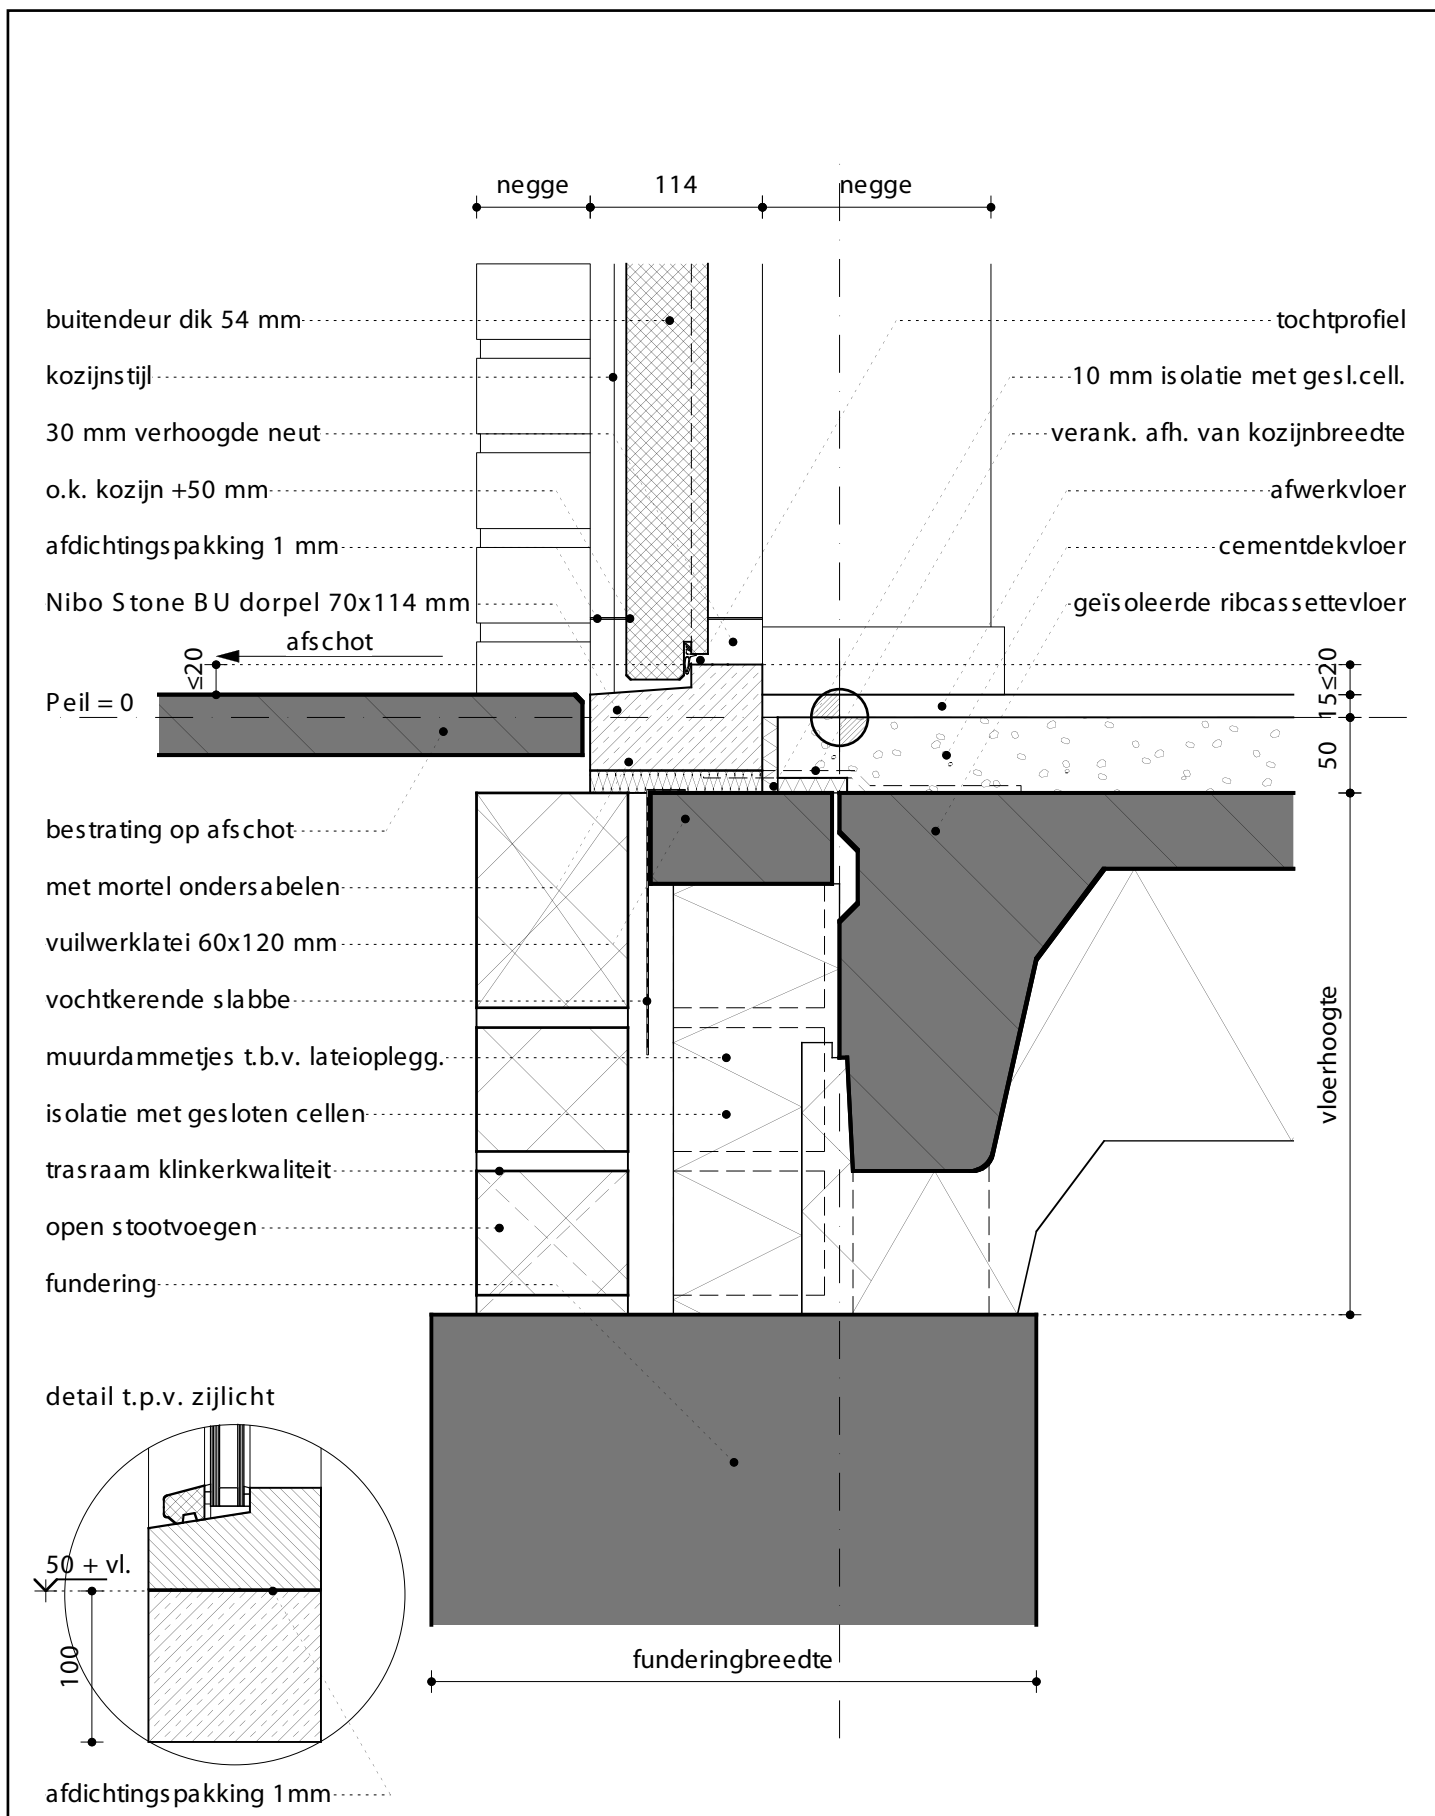 negge 114 negge
buitendeur dik 54 mm
kozijnstijl
30 mm verhoogde neut
o.k. kozijn +50 mm
afdichtingspakking 1 mm
Nibo Stone BU dorpel 70x114 mm
afschot
≤20
Peil = 0
tochtprofiel
10 mm isolatie met gesl.cell.
verank. afh. van kozijnbreedte
afwerkvloer
cementdekvloer
geïsoleerde ribcassettevloer
≤20
15
50
vloerhoogte
bestrating op afschot
met mortel ondersabelen
vuilwerklatei 60x120 mm
vochtkerende slabbe
muurdammetjes t.b.v. lateioplegg.
isolatie met gesloten cellen
trasraam klinkerkwaliteit
open stootvoegen
fundering
detail t.p.v. zijlicht
50 + vl.
100
afdichtingspakking 1mm
funderingbreedte